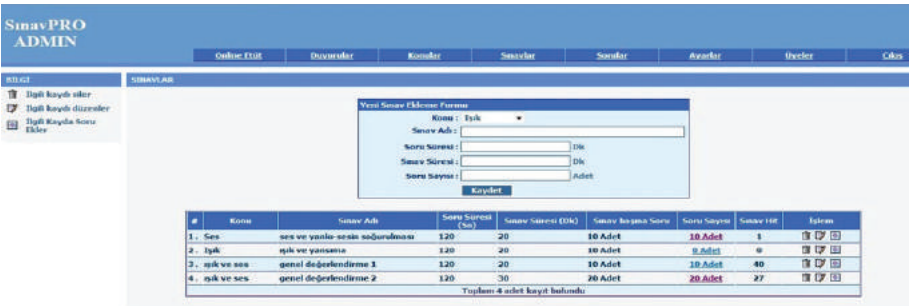 SınavPRO
ADMIN
Online Etüt Duyurular Konular Sınavlar Sorular Ayarlar Üyeler Çıkış
BİLGİ
İlgili kaydı siler
İlgili kaydı düzenler
İlgili Kayda Soru
Ekler
SINAVLAR
Yeni Sınav Ekleme Formu
Konu : Işık
Sınav Adı :
Soru Süresi : Dk
Sınav Süresi : Dk
Soru Sayısı : Adet
Kaydet
# Konu Sınav Adı Soru Süresi (Sn) Sınav Süresi (Dk) Sınav başına Soru Soru Sayısı Sınav Hit İşlem
1. Ses ses ve yankı-sesin soğurulması 120 20 10 Adet 10 Adet 1
2. Işık ışık ve yansıma 120 20 10 Adet 0 Adet 0
3. ışık ve ses genel değerlendirme 1 120 20 10 Adet 10 Adet 40
4. ışık ve ses genel değerlendirme 2 120 30 20 Adet 20 Adet 27
Toplam 4 adet kayıt bulundu